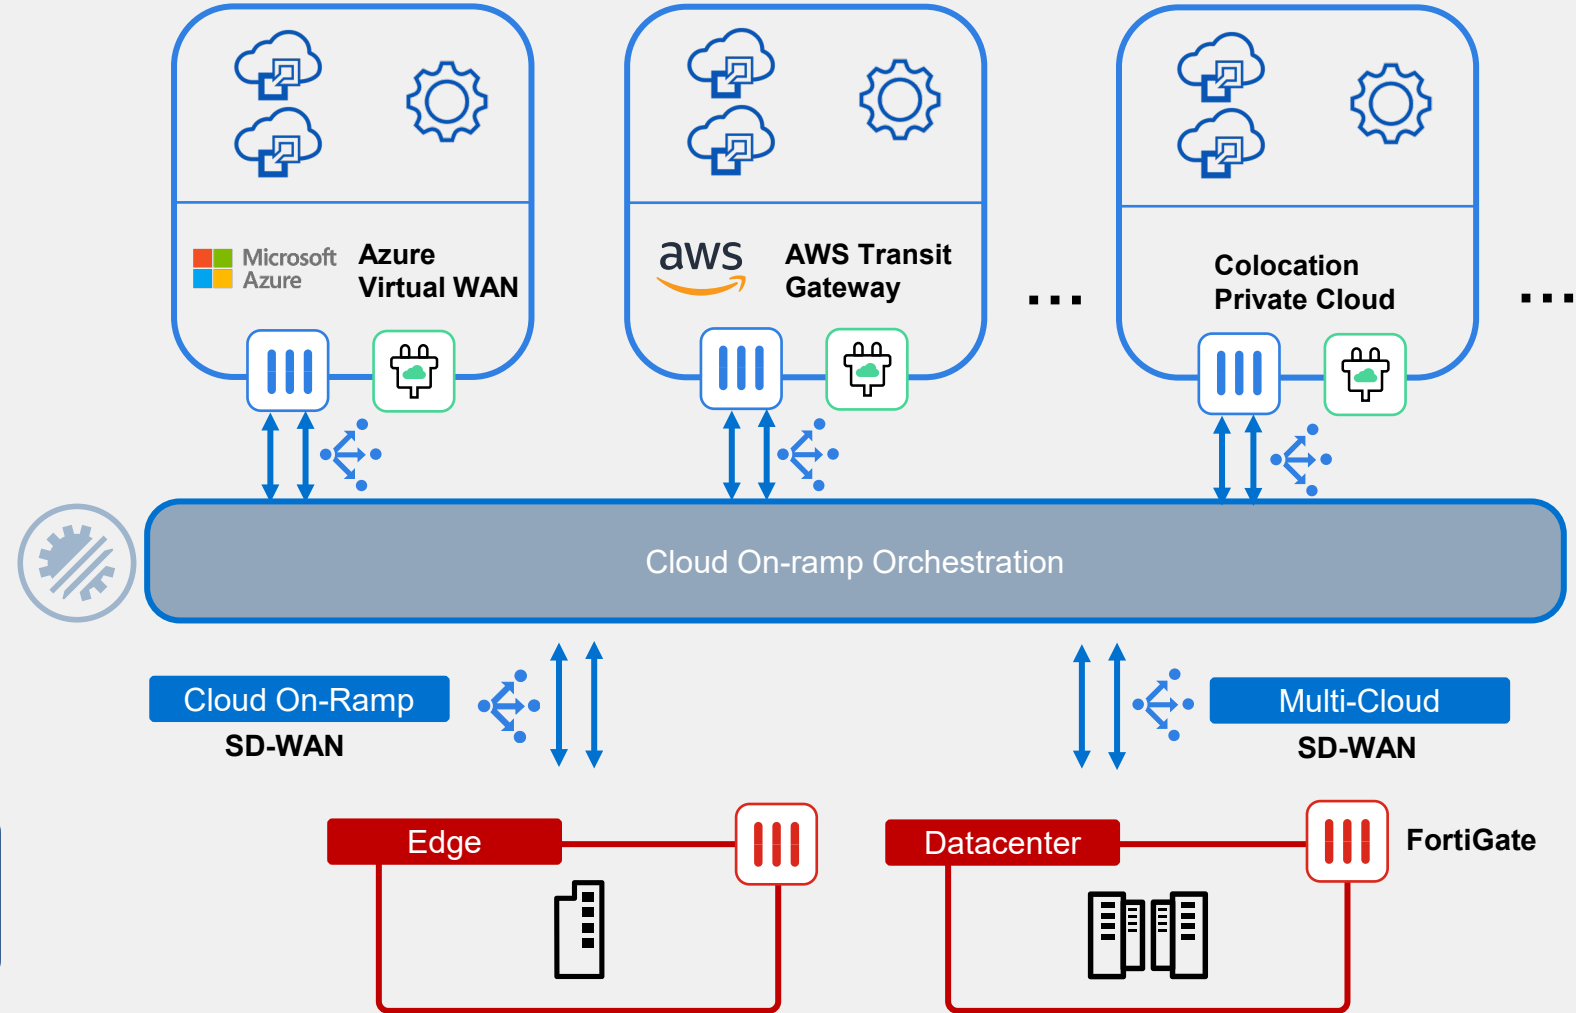 Microsoft
Azure
Azure
Virtual WAN
aws
AWS Transit
Gateway
...
Colocation
Private Cloud
...
Cloud On-ramp Orchestration
Cloud On-Ramp
SD-WAN
Multi-Cloud
SD-WAN
Edge
Datacenter
FortiGate